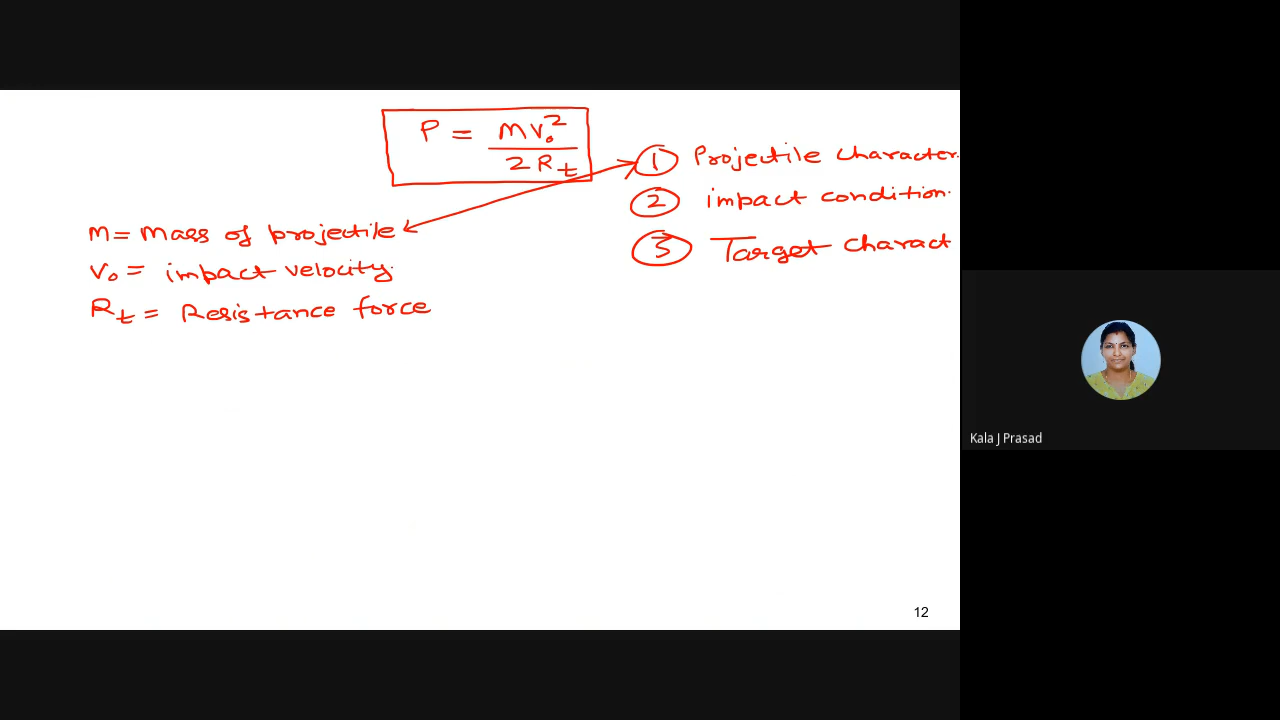 P = mv₀² / 2Rt
① Projectile character.
② impact condition.
③ Target charact
m = mass of projectile
v₀ = impact velocity.
Rt = Resistance force
Kala J Prasad
12